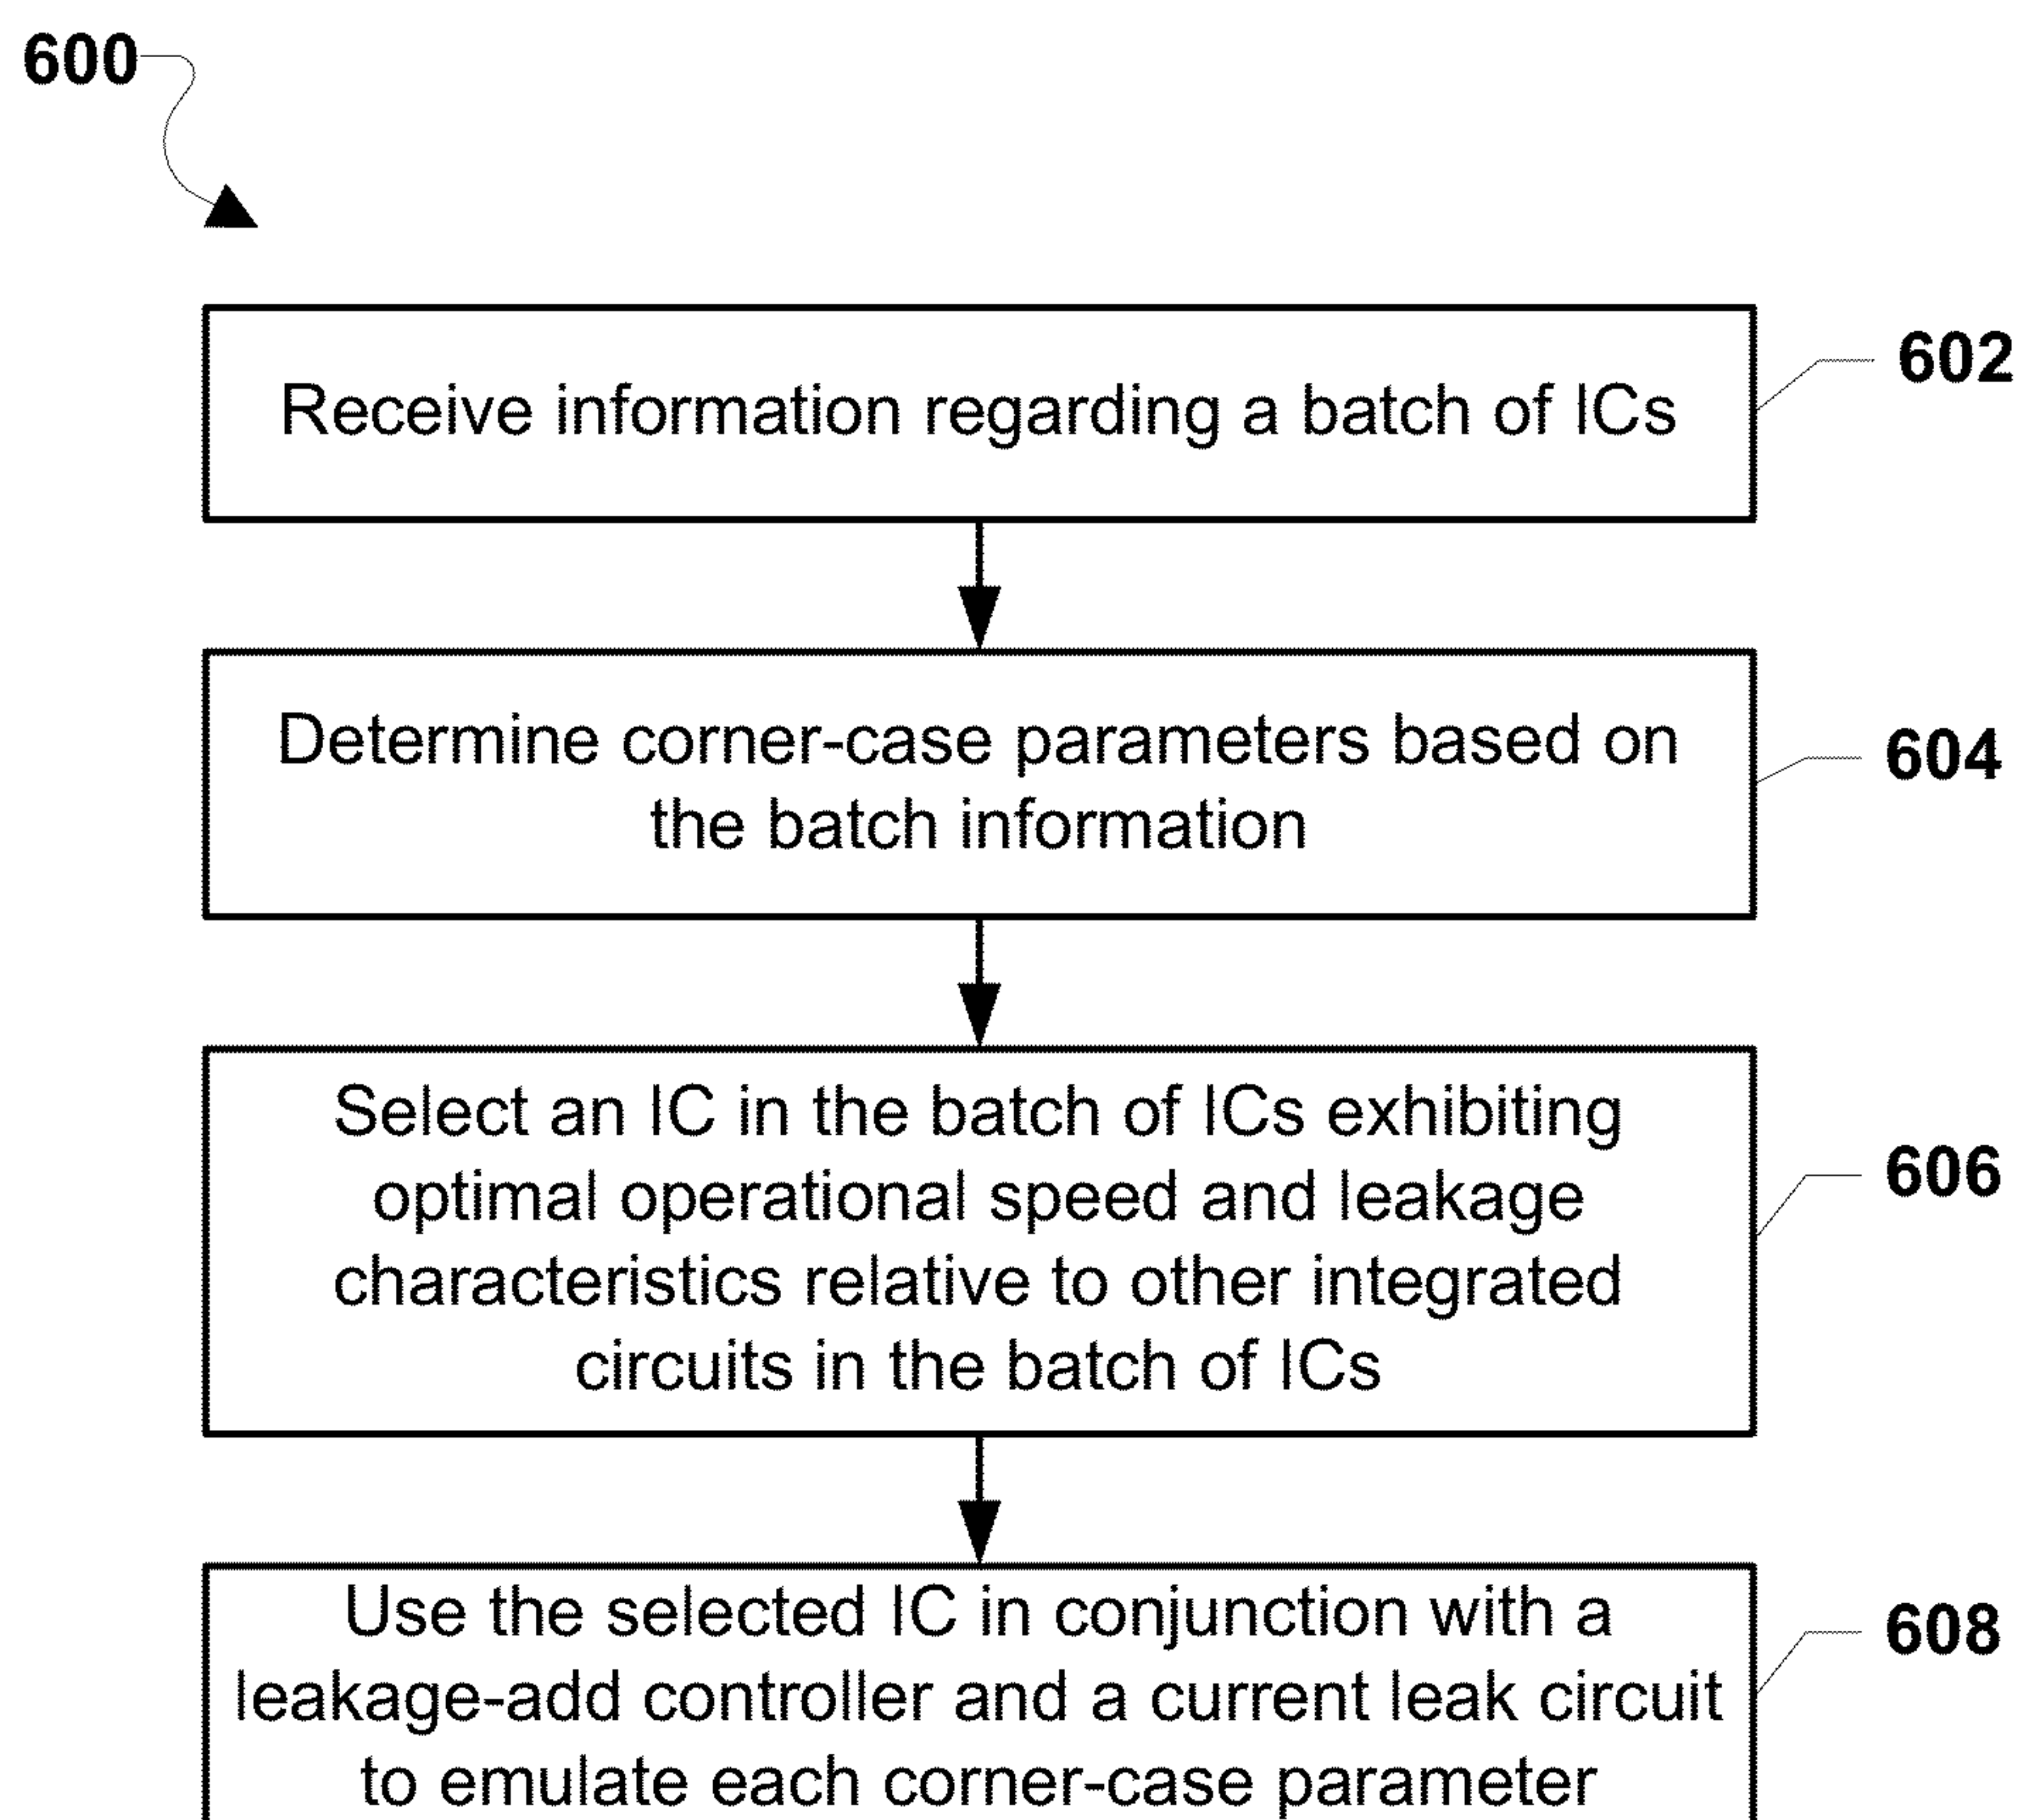 600
Receive information regarding a batch of ICs
602
Determine corner-case parameters based on
the batch information
604
Select an IC in the batch of ICs exhibiting
optimal operational speed and leakage
characteristics relative to other integrated
circuits in the batch of ICs
606
Use the selected IC in conjunction with a
leakage-add controller and a current leak circuit
to emulate each corner-case parameter
608